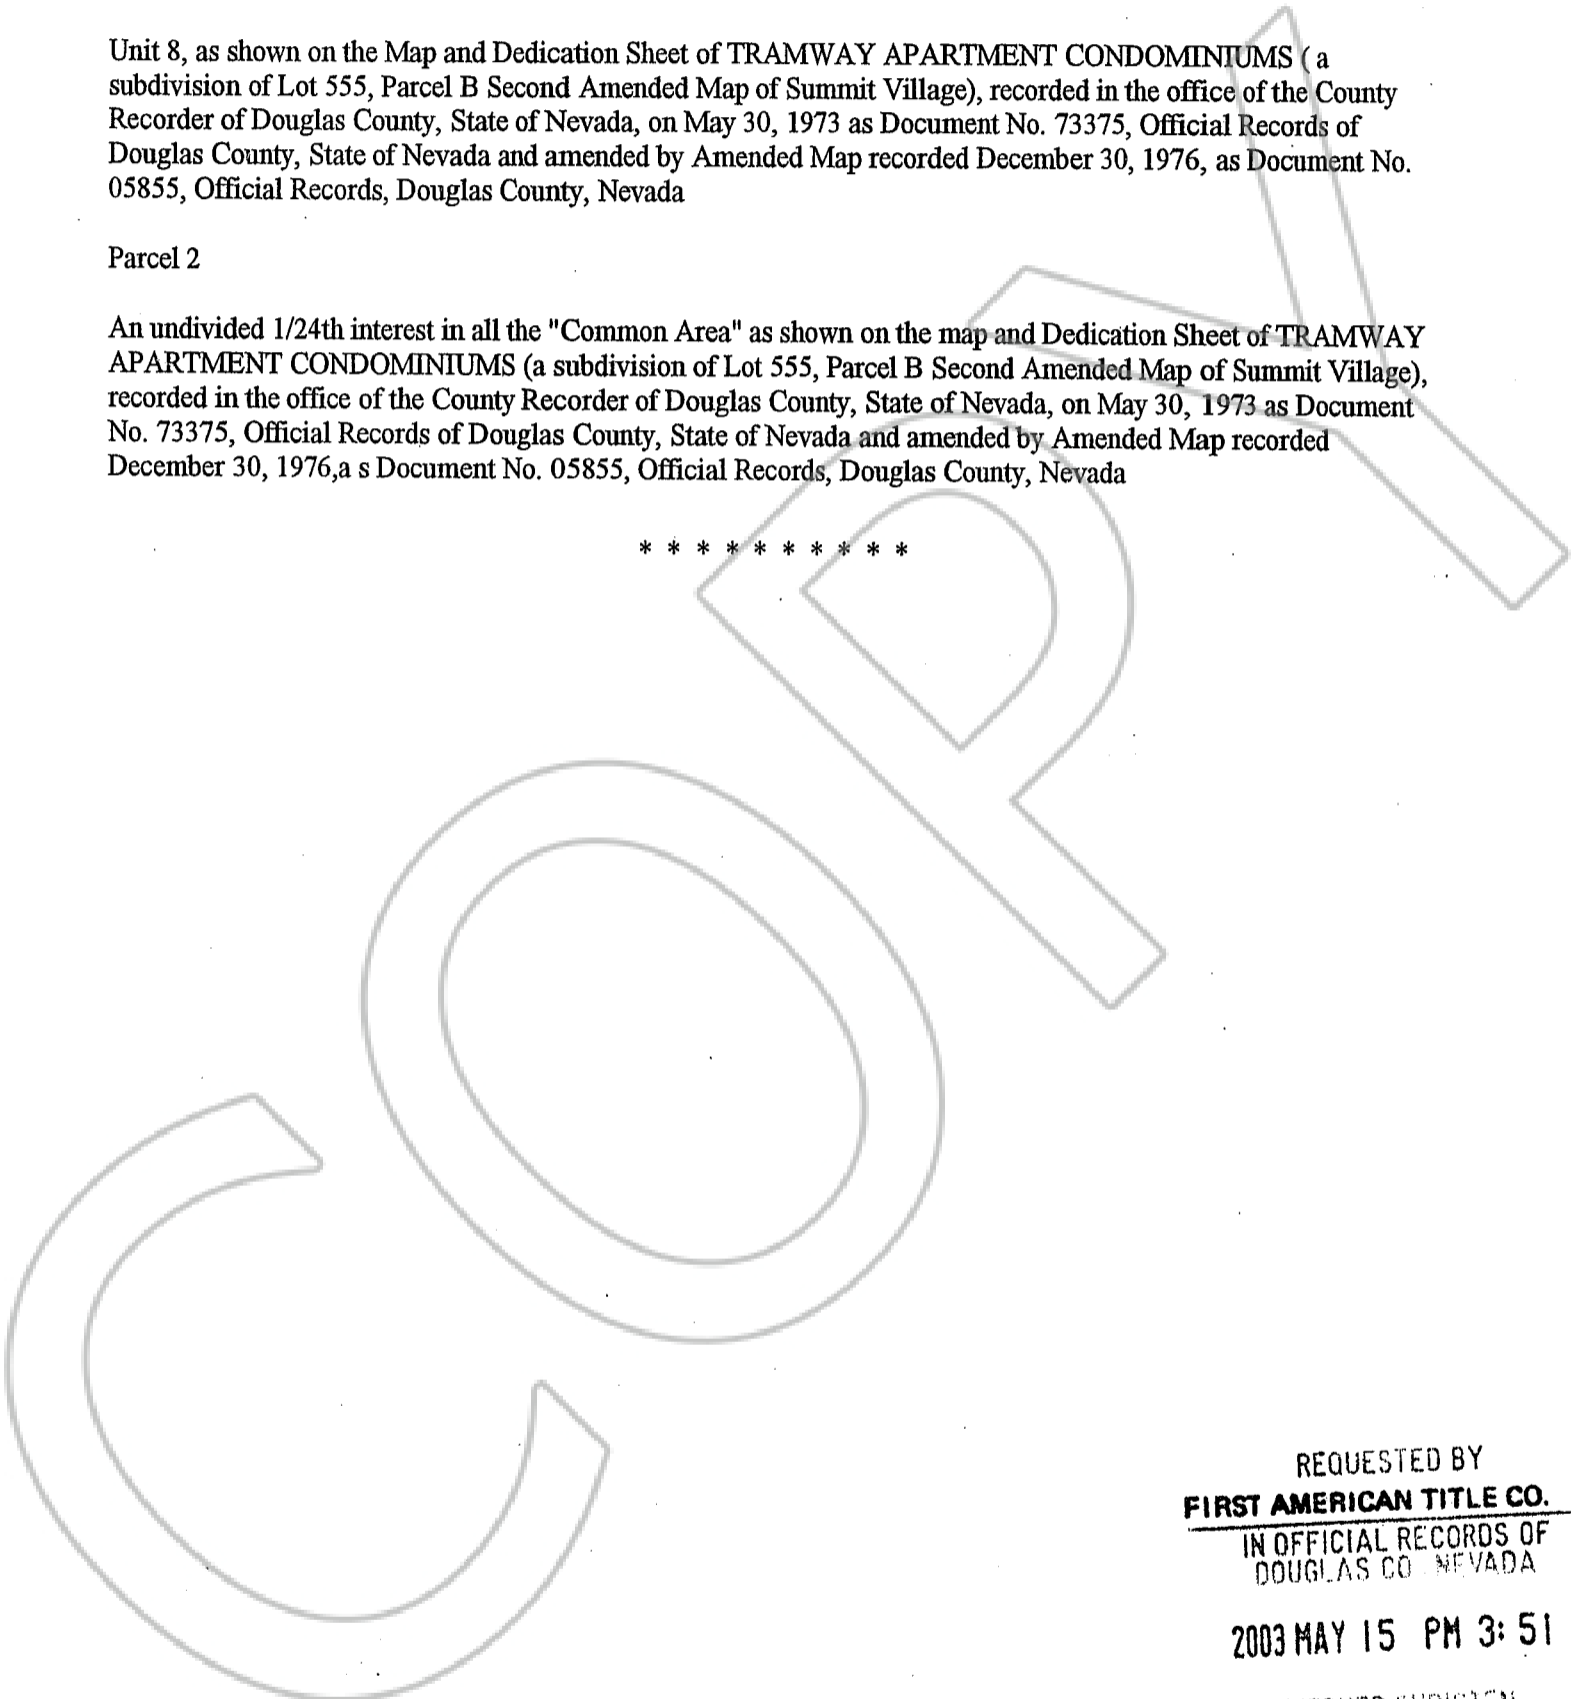 Unit 8, as shown on the Map and Dedication Sheet of TRAMWAY APARTMENT CONDOMINIUMS ( a
subdivision of Lot 555, Parcel B Second Amended Map of Summit Village), recorded in the office of the County
Recorder of Douglas County, State of Nevada, on May 30, 1973 as Document No. 73375, Official Records of
Douglas County, State of Nevada and amended by Amended Map recorded December 30, 1976, as Document No.
05855, Official Records, Douglas County, Nevada
Parcel 2
An undivided 1/24th interest in all the "Common Area" as shown on the map and Dedication Sheet of TRAMWAY
APARTMENT CONDOMINIUMS (a subdivision of Lot 555, Parcel B Second Amended Map of Summit Village),
recorded in the office of the County Recorder of Douglas County, State of Nevada, on May 30, 1973 as Document
No. 73375, Official Records of Douglas County, State of Nevada and amended by Amended Map recorded
December 30, 1976,a s Document No. 05855, Official Records, Douglas County, Nevada
* * * * * * * * * *
COPY
REQUESTED BY
FIRST AMERICAN TITLE CO.
IN OFFICIAL RECORDS OF
DOUGLAS CO NEVADA
2003 MAY 15 PM 3: 51